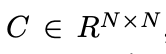 C ∈ R^{N×N},